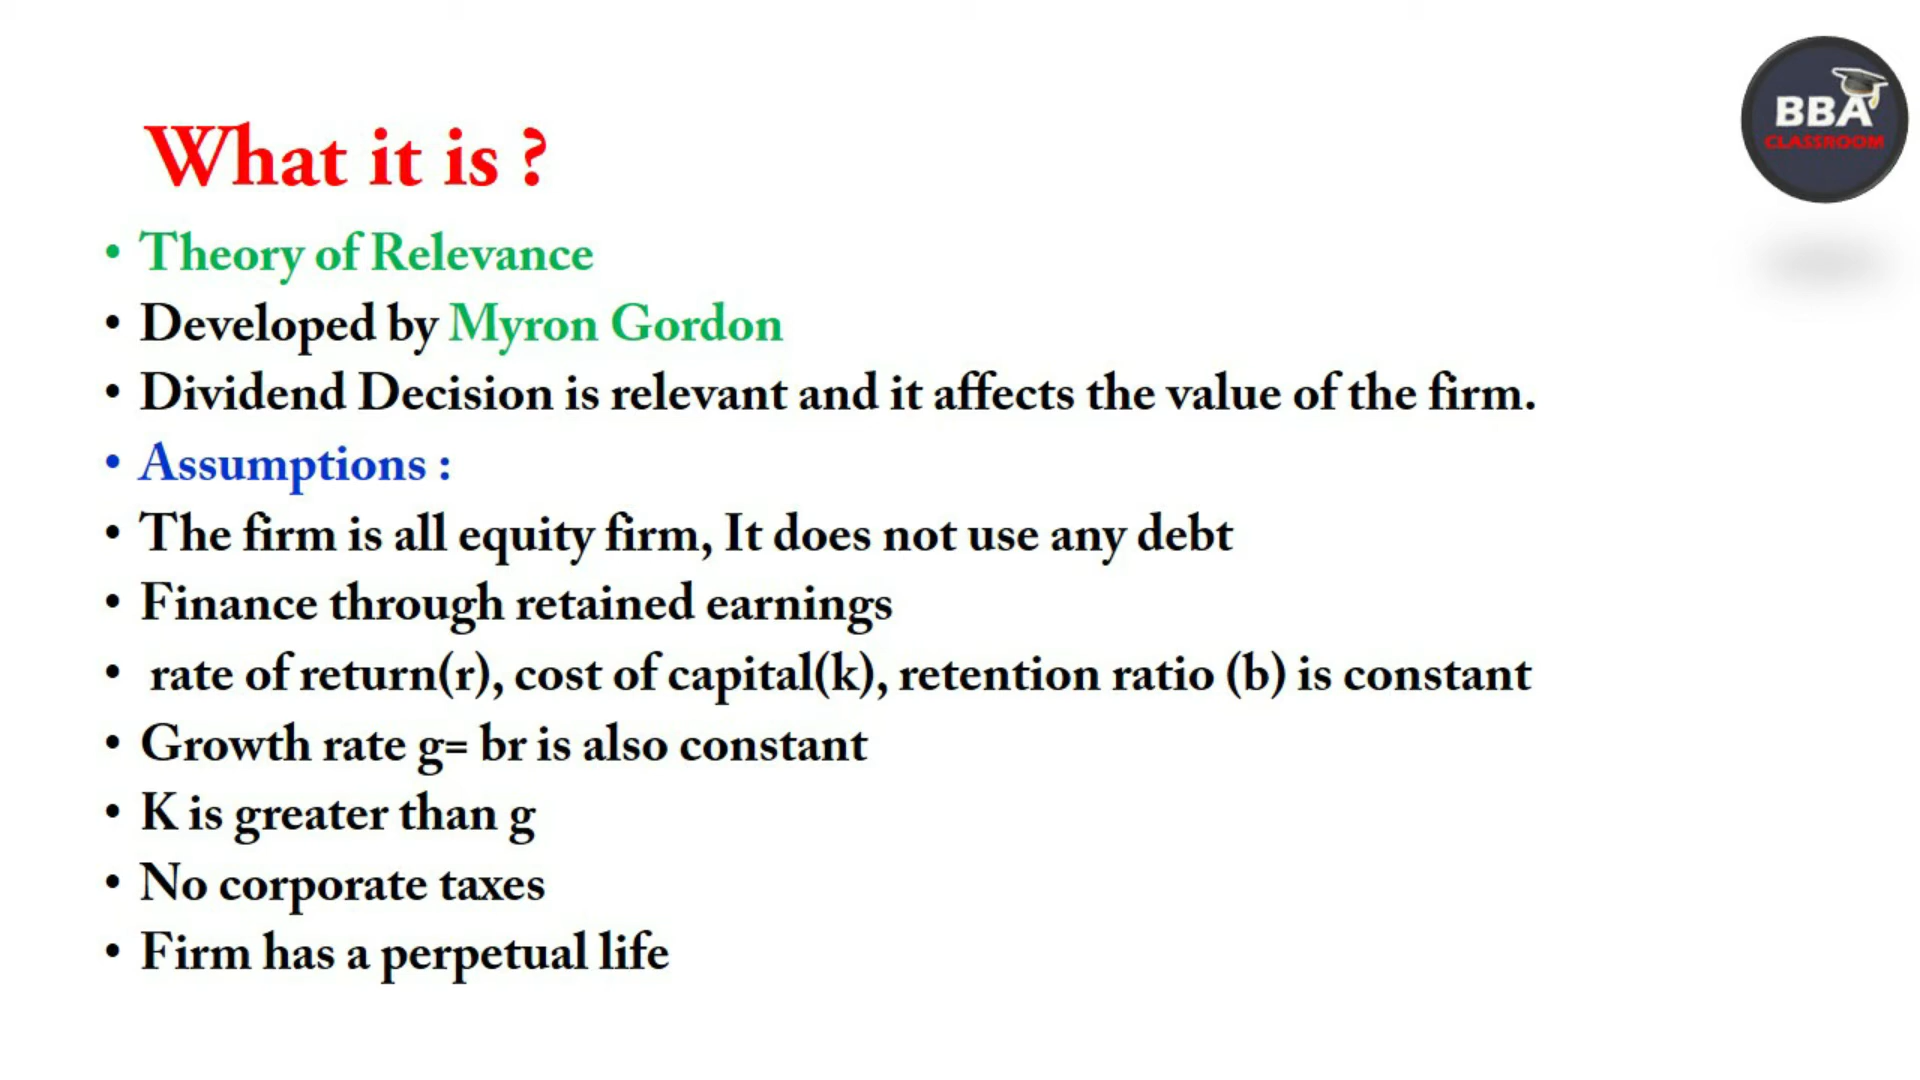 BBA
CLASSROOM
What it is ?
• Theory of Relevance
• Developed by Myron Gordon
• Dividend Decision is relevant and it affects the value of the firm.
• Assumptions :
• The firm is all equity firm, It does not use any debt
• Finance through retained earnings
• rate of return(r), cost of capital(k), retention ratio (b) is constant
• Growth rate g= br is also constant
• K is greater than g
• No corporate taxes
• Firm has a perpetual life